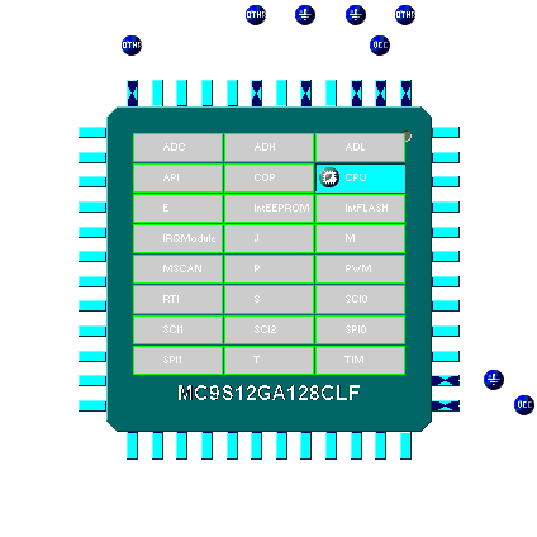 OTHR OTHR
OTHR VCC
ADC ADH ADL
API COP CPU
E IntEEPROM IntFLASH
IRQModule J M
MSCAN P PWM
RTI S SCI0
SCI1 SCI2 SPI0
SPI1 T TIM
MC9S12GA128CLF
VCC